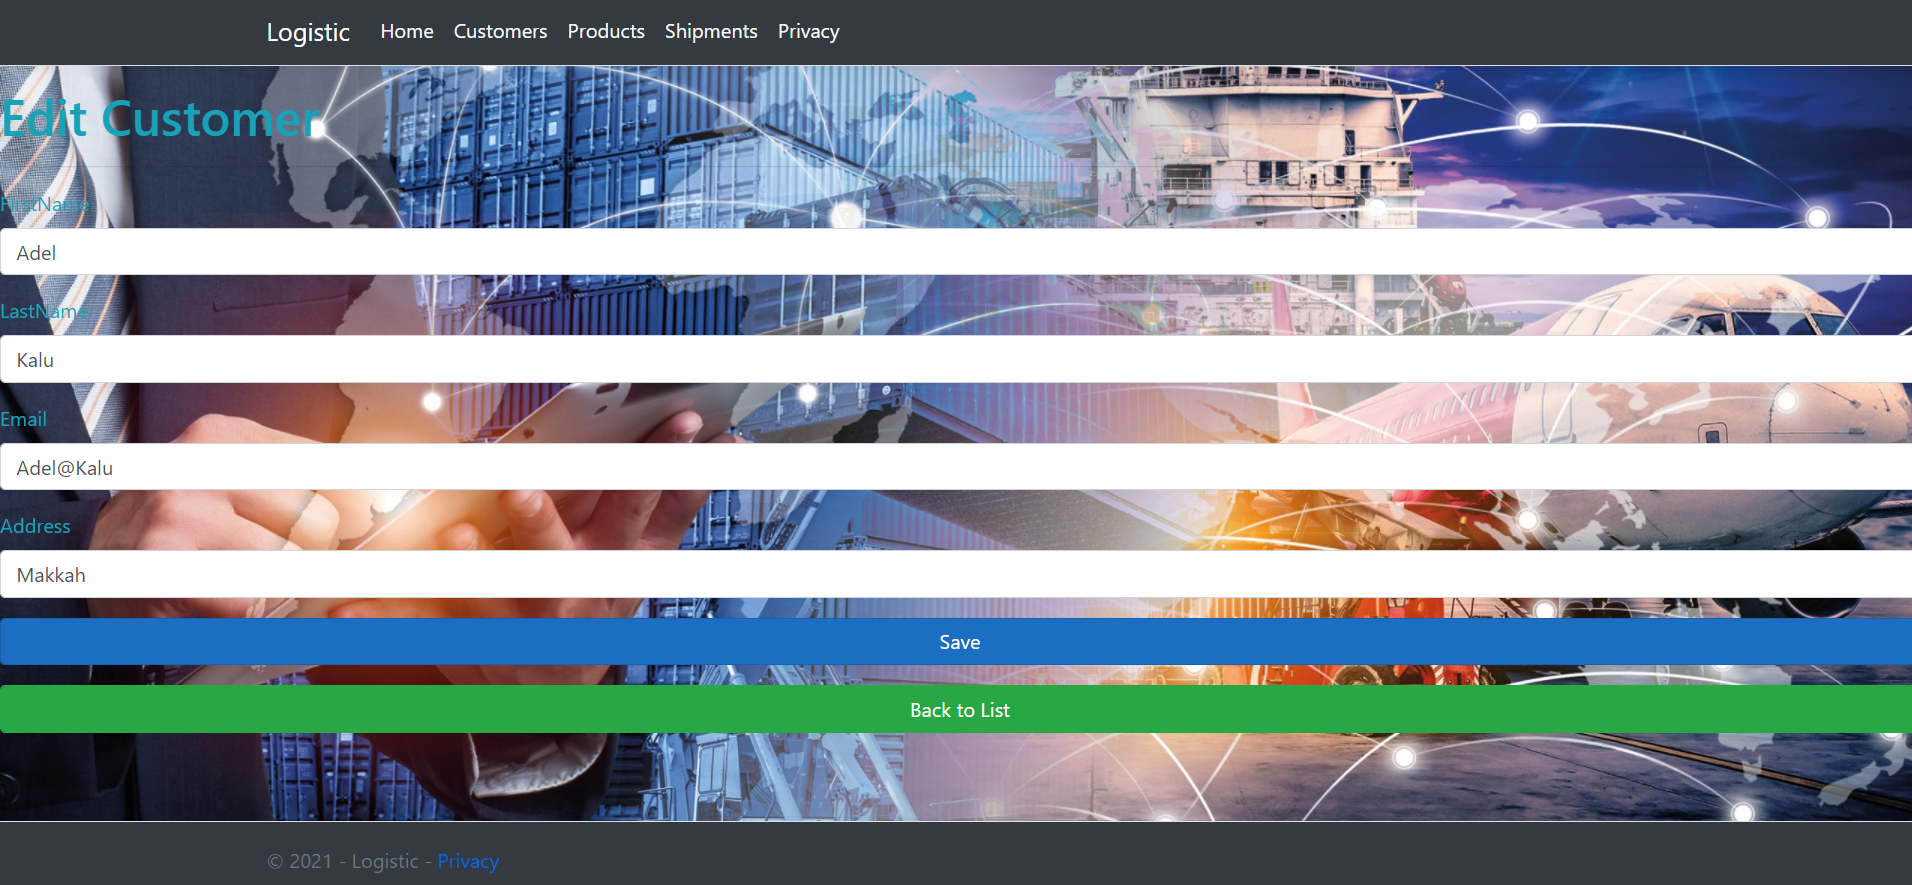 Logistic Home Customers Products Shipments Privacy
Edit Customer
FirstName
Adel
LastName
Kalu
Email
Adel@Kalu
Address
Makkah
Save
Back to List
© 2021 - Logistic - Privacy